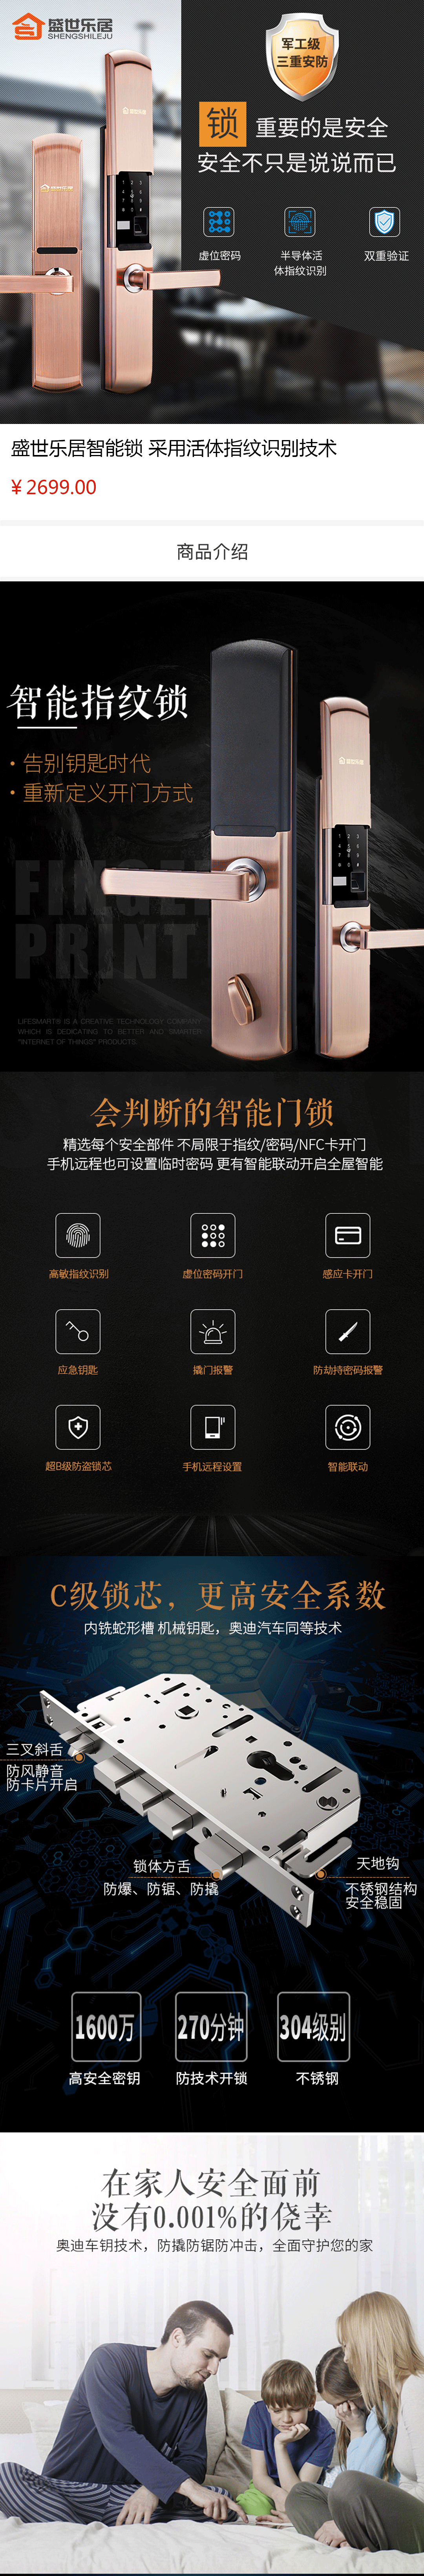 盛世乐居
SHENGSHILEJU
军工级
三重安防
锁 重要的是安全
安全不只是说说而已
虚位密码
半导体活
体指纹识别
双重验证
盛世乐居智能锁 采用活体指纹识别技术
¥ 2699.00
商品介绍
智能指纹锁
·告别钥匙时代
·重新定义开门方式
盛世乐居
LIFESMART® IS A CREATIVE TECHNOLOGY COMPANY
WHICH IS DEDICATING TO BETTER AND SMARTER
"INTERNET OF THINGS" PRODUCTS.
会判断的智能门锁
精选每个安全部件 不局限于指纹/密码/NFC卡开门
手机远程也可设置临时密码 更有智能联动开启全屋智能
高敏指纹识别
虚位密码开门
感应卡开门
应急钥匙
撬门报警
防劫持密码报警
超B级防盗锁芯
手机远程设置
智能联动
C级锁芯，更高安全系数
内铣蛇形槽 机械钥匙，奥迪汽车同等技术
三叉斜舌
防风静音
防卡片开启
锁体方舌
防爆、防锯、防撬
天地钩
不锈钢结构
安全稳固
1600万
高安全密钥
270分钟
防技术开锁
304级别
不锈钢
在家人安全面前
没有0.001%的侥幸
奥迪车钥技术，防撬防锯防冲击，全面守护您的家